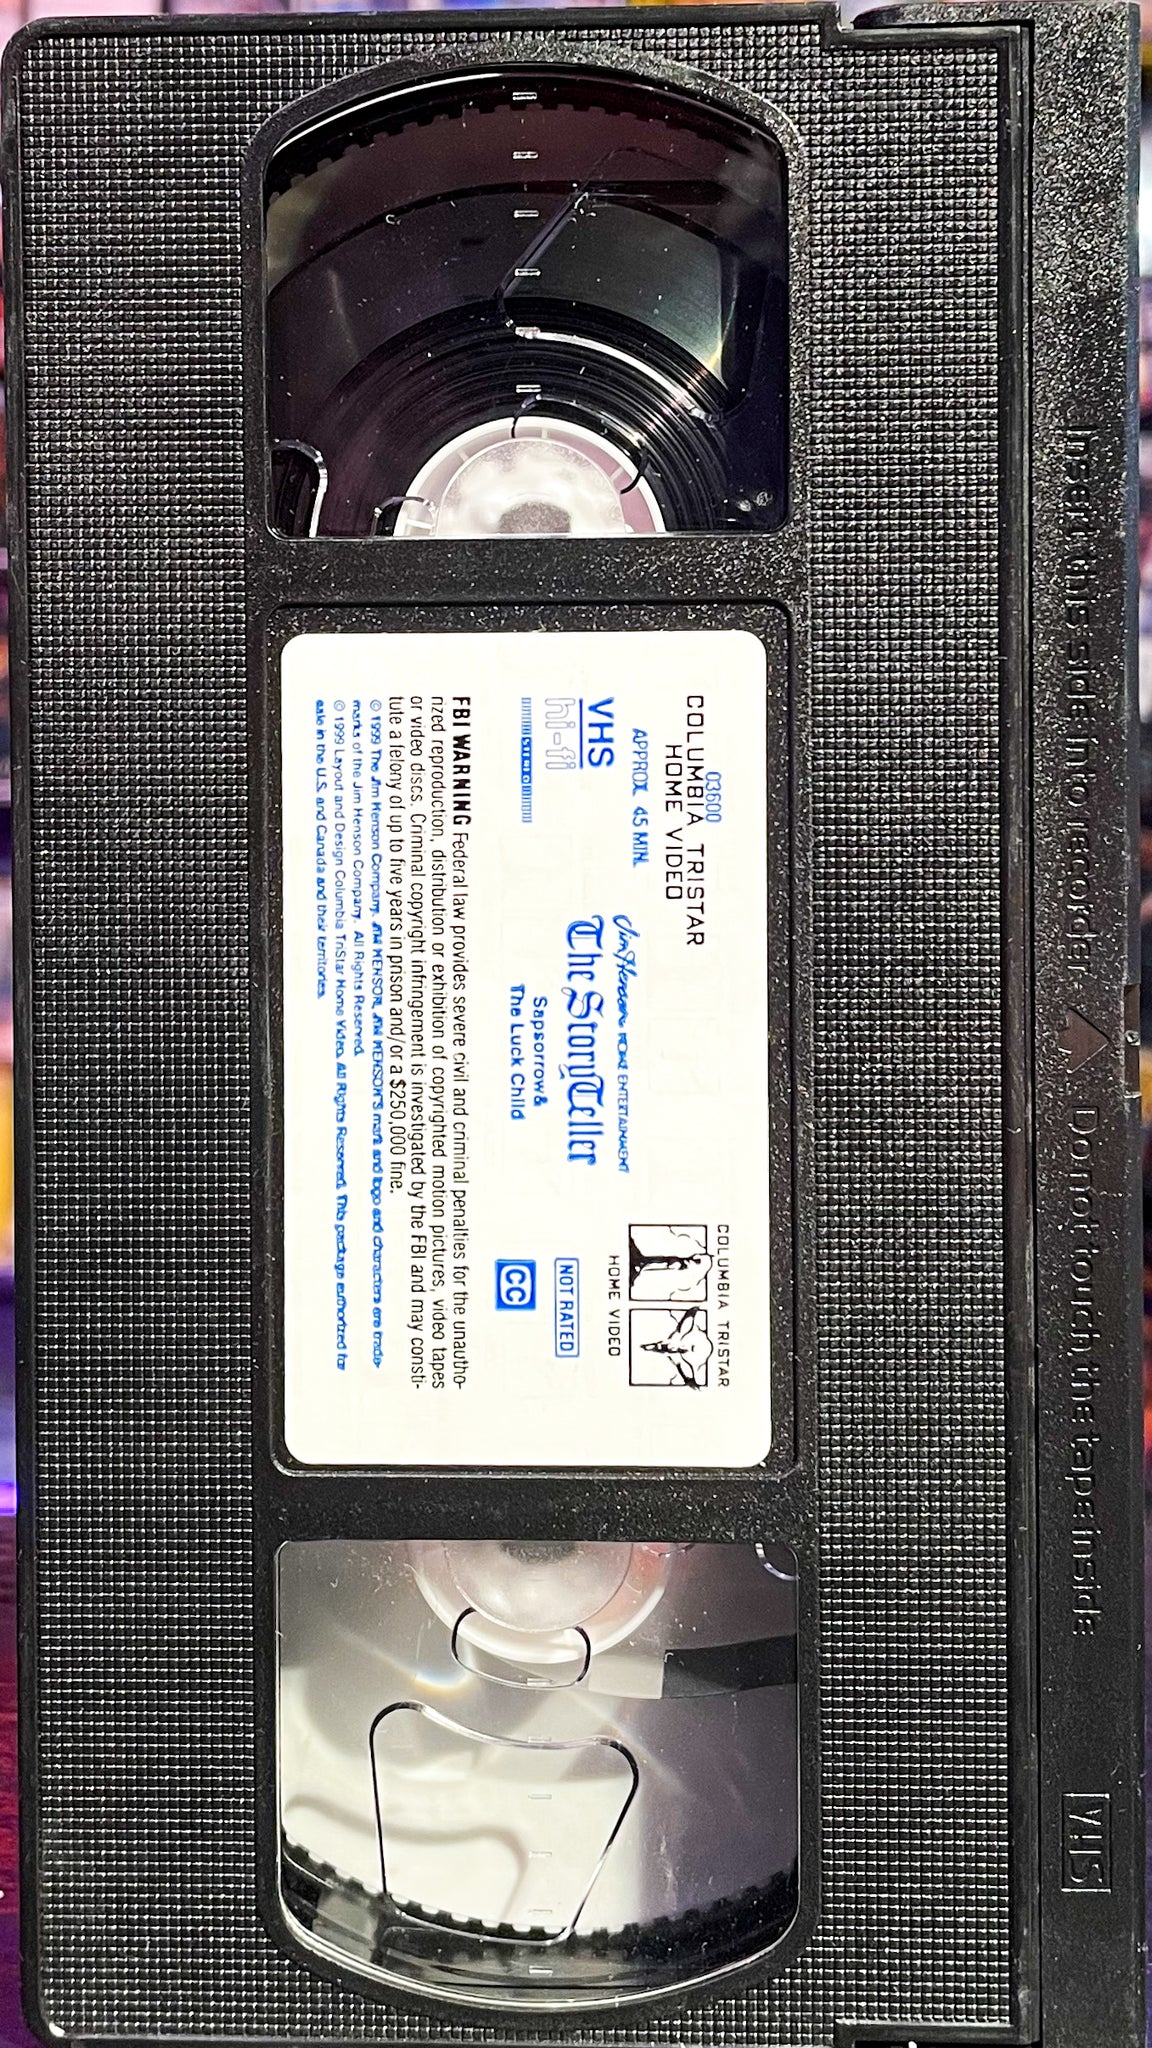 Insert this side into recorder △ Do not touch the tape inside
VHS
03600
COLUMBIA TRISTAR
HOME VIDEO
APPROX. 45 MIN.
VHS
hi-fi
STEREO
Jim Henson HOME ENTERTAINMENT
The StoryTeller
Sapsorrow &
The Luck Child
COLUMBIA TRISTAR
HOME VIDEO
NOT RATED
CC
FBI WARNING Federal law provides severe civil and criminal penalties for the unautho-
rized reproduction, distribution or exhibition of copyrighted motion pictures, video tapes
or video discs. Criminal copyright infringement is investigated by the FBI and may consti-
tute a felony of up to five years in prison and/or a $250,000 fine.
© 1999 The Jim Henson Company. JIM HENSON, JIM HENSON'S mark and logo and characters are trade-
marks of the Jim Henson Company. All Rights Reserved.
© 1999 Layout and Design Columbia TriStar Home Video. All Rights Reserved. This package authorized for
sale in the U.S. and Canada and their territories.